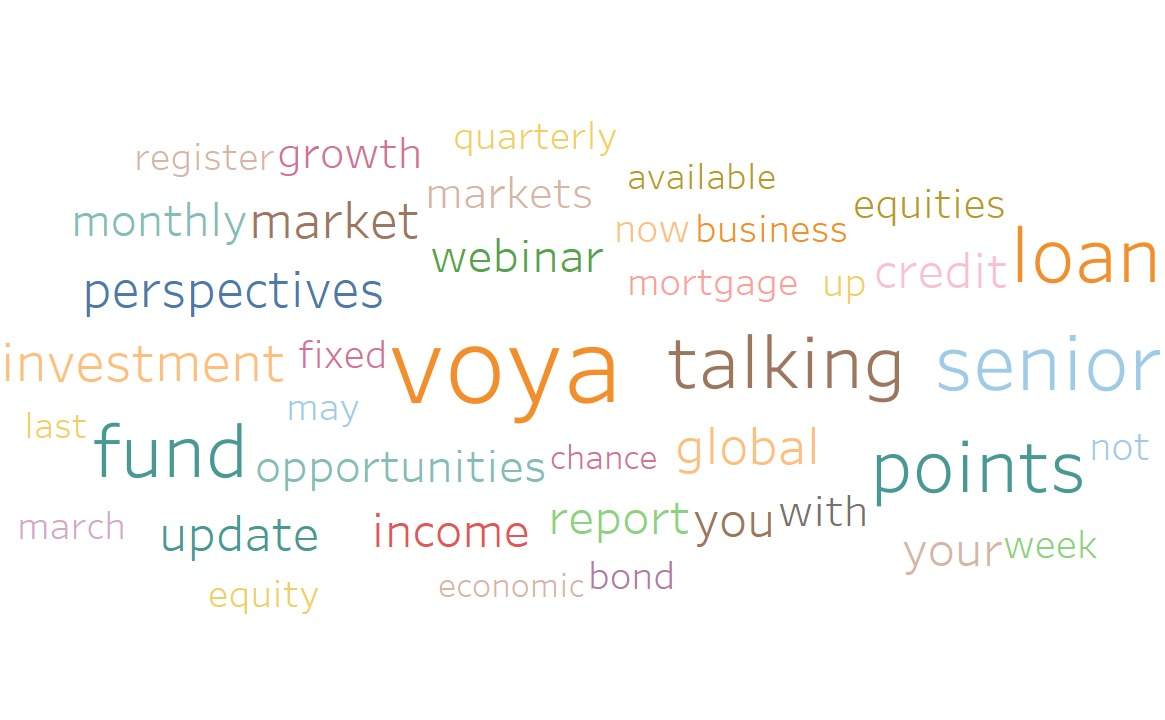 quarterly
register growth
available
markets
equities
monthly market
now business
webinar
loan
credit
mortgage up
perspectives
investment fixed voya talking senior
may
last
fund
opportunities chance global
points not
march update income report you with
your week
equity economic bond